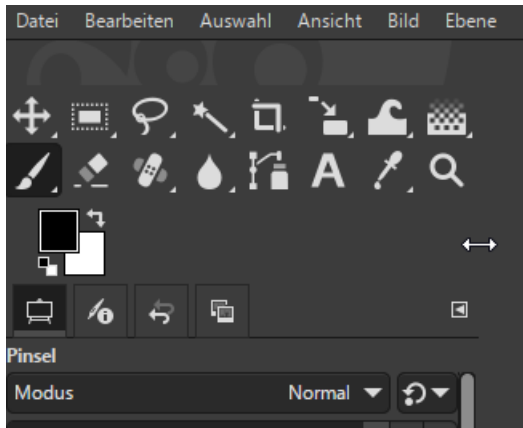 Datei Bearbeiten Auswahl Ansicht Bild Ebene
Pinsel
Modus Normal